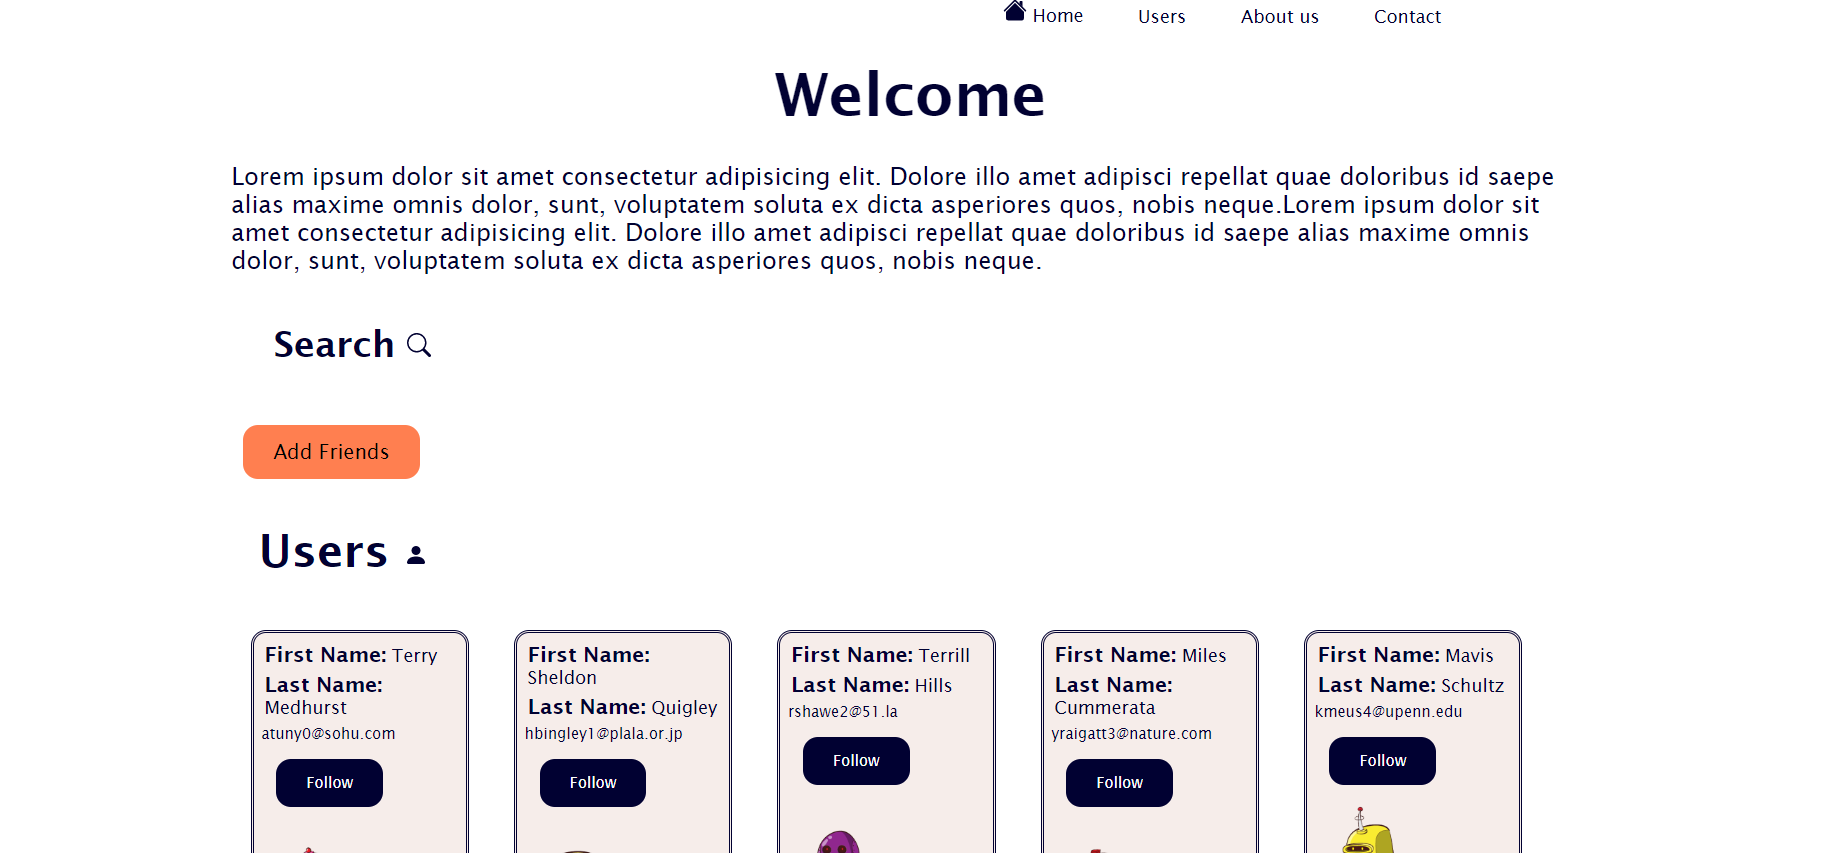 Home Users About us Contact
Welcome
Lorem ipsum dolor sit amet consectetur adipisicing elit. Dolore illo amet adipisci repellat quae doloribus id saepe
alias maxime omnis dolor, sunt, voluptatem soluta ex dicta asperiores quos, nobis neque.Lorem ipsum dolor sit
amet consectetur adipisicing elit. Dolore illo amet adipisci repellat quae doloribus id saepe alias maxime omnis
dolor, sunt, voluptatem soluta ex dicta asperiores quos, nobis neque.
Search
Add Friends
Users
First Name: Terry
Last Name:
Medhurst
atuny0@sohu.com
Follow
First Name:
Sheldon
Last Name: Quigley
hbingley1@plala.or.jp
Follow
First Name: Terrill
Last Name: Hills
rshawe2@51.la
Follow
First Name: Miles
Last Name:
Cummerata
yraigatt3@nature.com
Follow
First Name: Mavis
Last Name: Schultz
kmeus4@upenn.edu
Follow